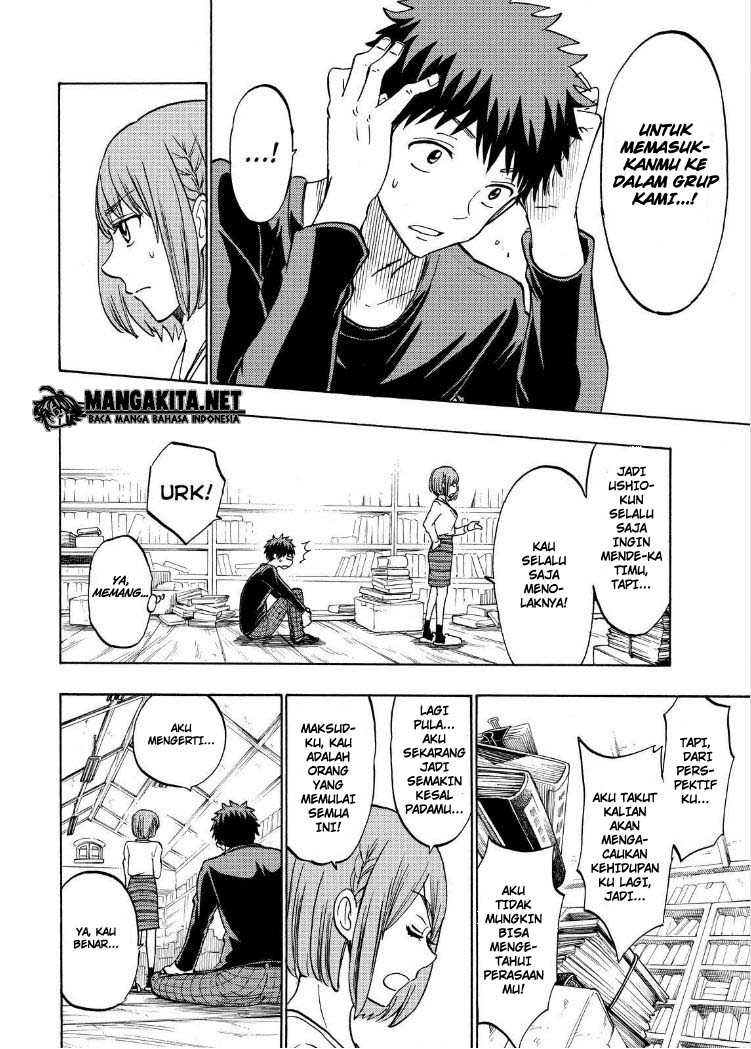 UNTUK
MEMASUK-
KANMU KE
DALAM GRUP
KAMI...!
...!
MANGAKITA.NET
BACA MANGA BAHASA INDONESIA
JADI
USHIO-
KUN
SELALU
SAJA
INGIN
MENDE-KA
TIMU,
TAPI...
KAU
SELALU
SAJA
MENO-
LAKNYA!
URK!
YA,
MEMANG...
TAPI,
DARI
PERS-
PEKTIF
KU...
AKU TAKUT
KALIAN
AKAN
MENGA-
CAUKAN
KEHIDUPAN
KU LAGI,
JADI...
AKU
TIDAK
MUNGKIN
BISA
MENGE-
TAHUI
PERASAAN
MU!
LAGI
PULA...
AKU
SEKARANG
JADI
SEMAKIN
KESAL
PADAMU...
MAKSUD-
KU, KAU
ADALAH
ORANG
YANG
MEMULAI
SEMUA
INI!
AKU
MENGERTI...
YA, KAU
BENAR...